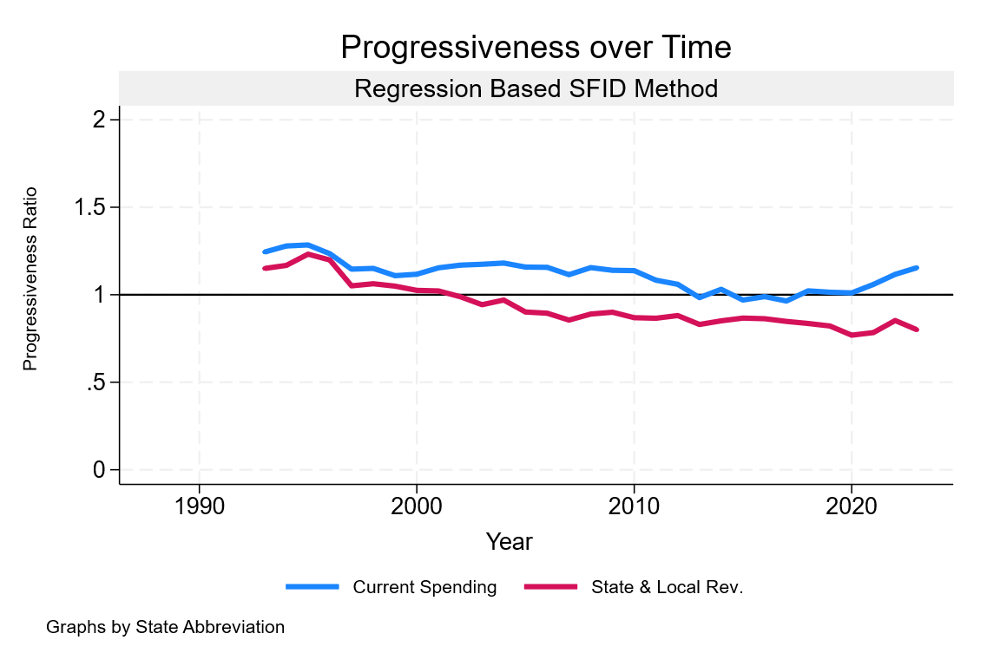 Progressiveness over Time
Regression Based SFID Method
Progressiveness Ratio
2
1.5
1
.5
0
1990 2000 2010 2020
Year
Current Spending State & Local Rev.
Graphs by State Abbreviation